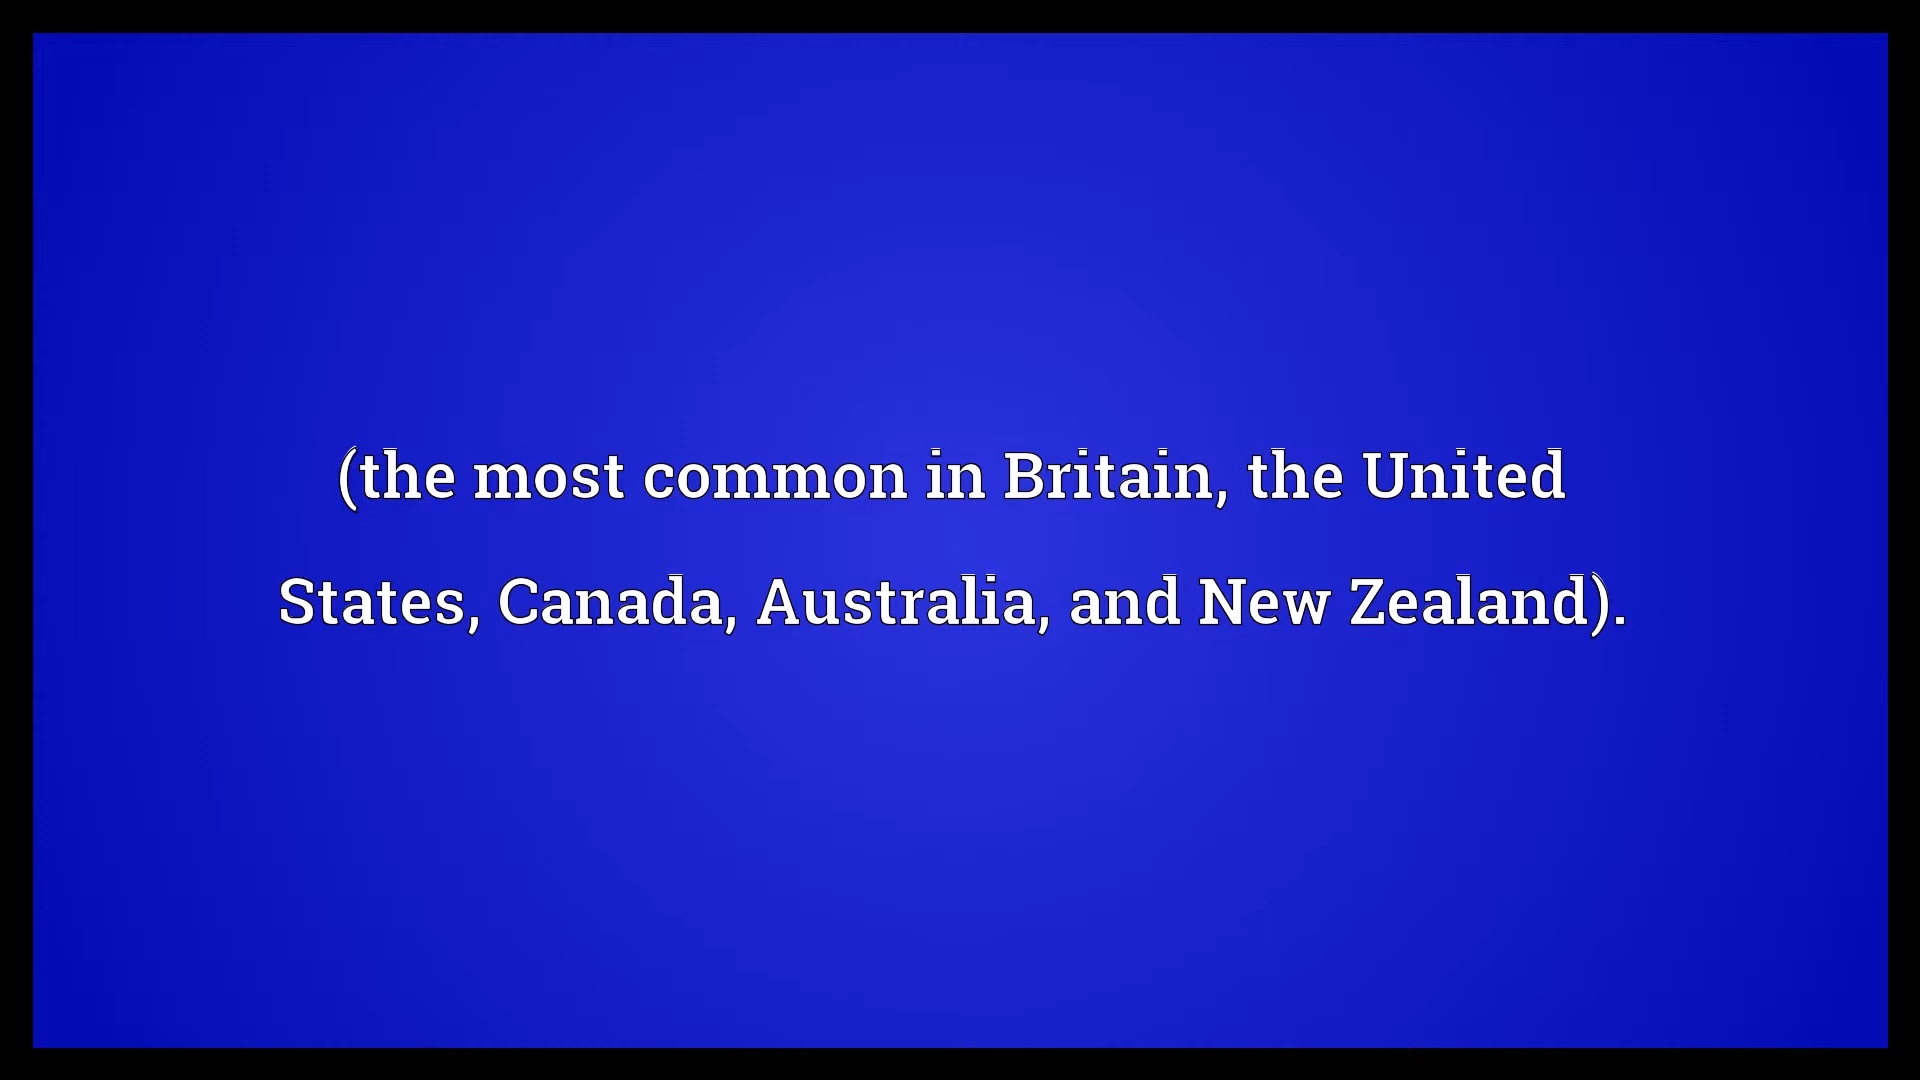 (the most common in Britain, the United
States, Canada, Australia, and New Zealand).